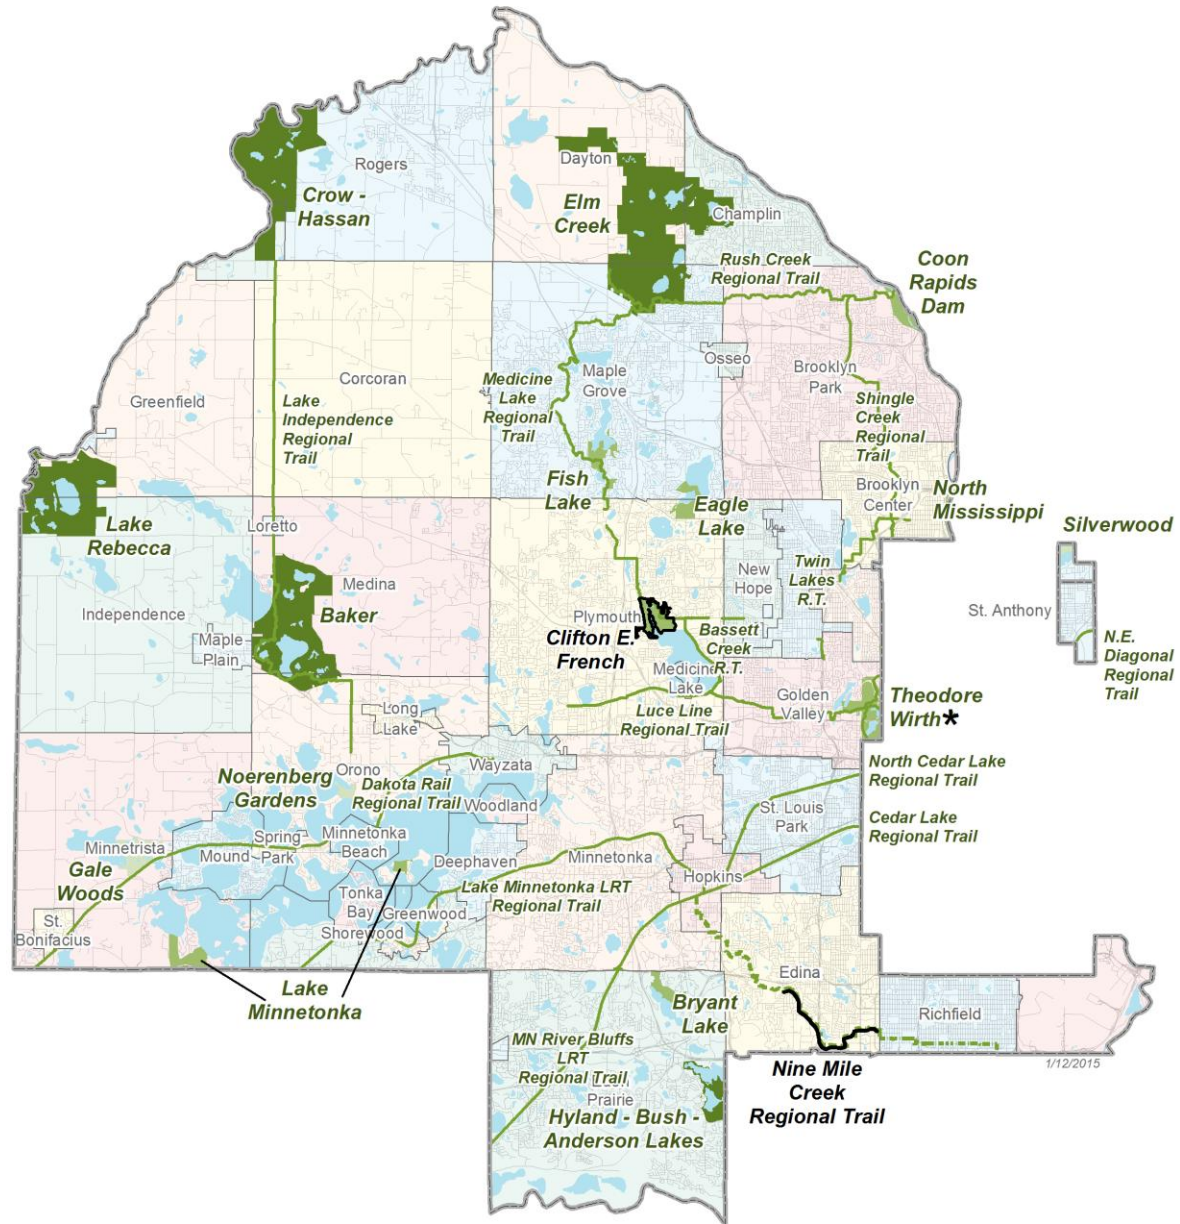 Dayton
Rogers
Crow -
Hassan
Elm
Creek
Champlin
Rush Creek
Regional Trail
Coon
Rapids
Dam
Osseo
Corcoran
Greenfield
Medicine
Lake
Regional
Trail
Maple
Grove
Brooklyn
Park
Lake
Independence
Regional
Trail
Shingle
Creek
Regional
Trail
Fish
Lake
Eagle
Lake
Brooklyn
Center
North
Mississippi
Lake
Rebecca
Loretto
Silverwood
Medina
Independence
Baker
Maple
Plain
New
Hope
Twin
Lakes
R.T.
St. Anthony
N.E.
Diagonal
Regional
Trail
Plymouth
Clifton E.
French
Bassett
Creek
R.T.
Medicine
Lake
Golden
Valley
Theodore
Wirth*
Luce Line
Regional Trail
Long
Lake
Orono
Wayzata
Noerenberg
Gardens
Dakota Rail
Regional Trail
Woodland
North Cedar Lake
Regional Trail
St. Louis
Park
Cedar Lake
Regional Trail
Minnetrista
Mound
Spring
Park
Minnetonka
Beach
Deephaven
Minnetonka
Hopkins
Gale
Woods
Tonka
Bay
Greenwood
Shorewood
Lake Minnetonka LRT
Regional Trail
St.
Bonifacius
Lake
Minnetonka
Edina
Bryant
Lake
Richfield
MN River Bluffs
LRT
Regional Trail
Prairie
1/12/2015
Nine Mile
Creek
Regional Trail
Hyland - Bush -
Anderson Lakes